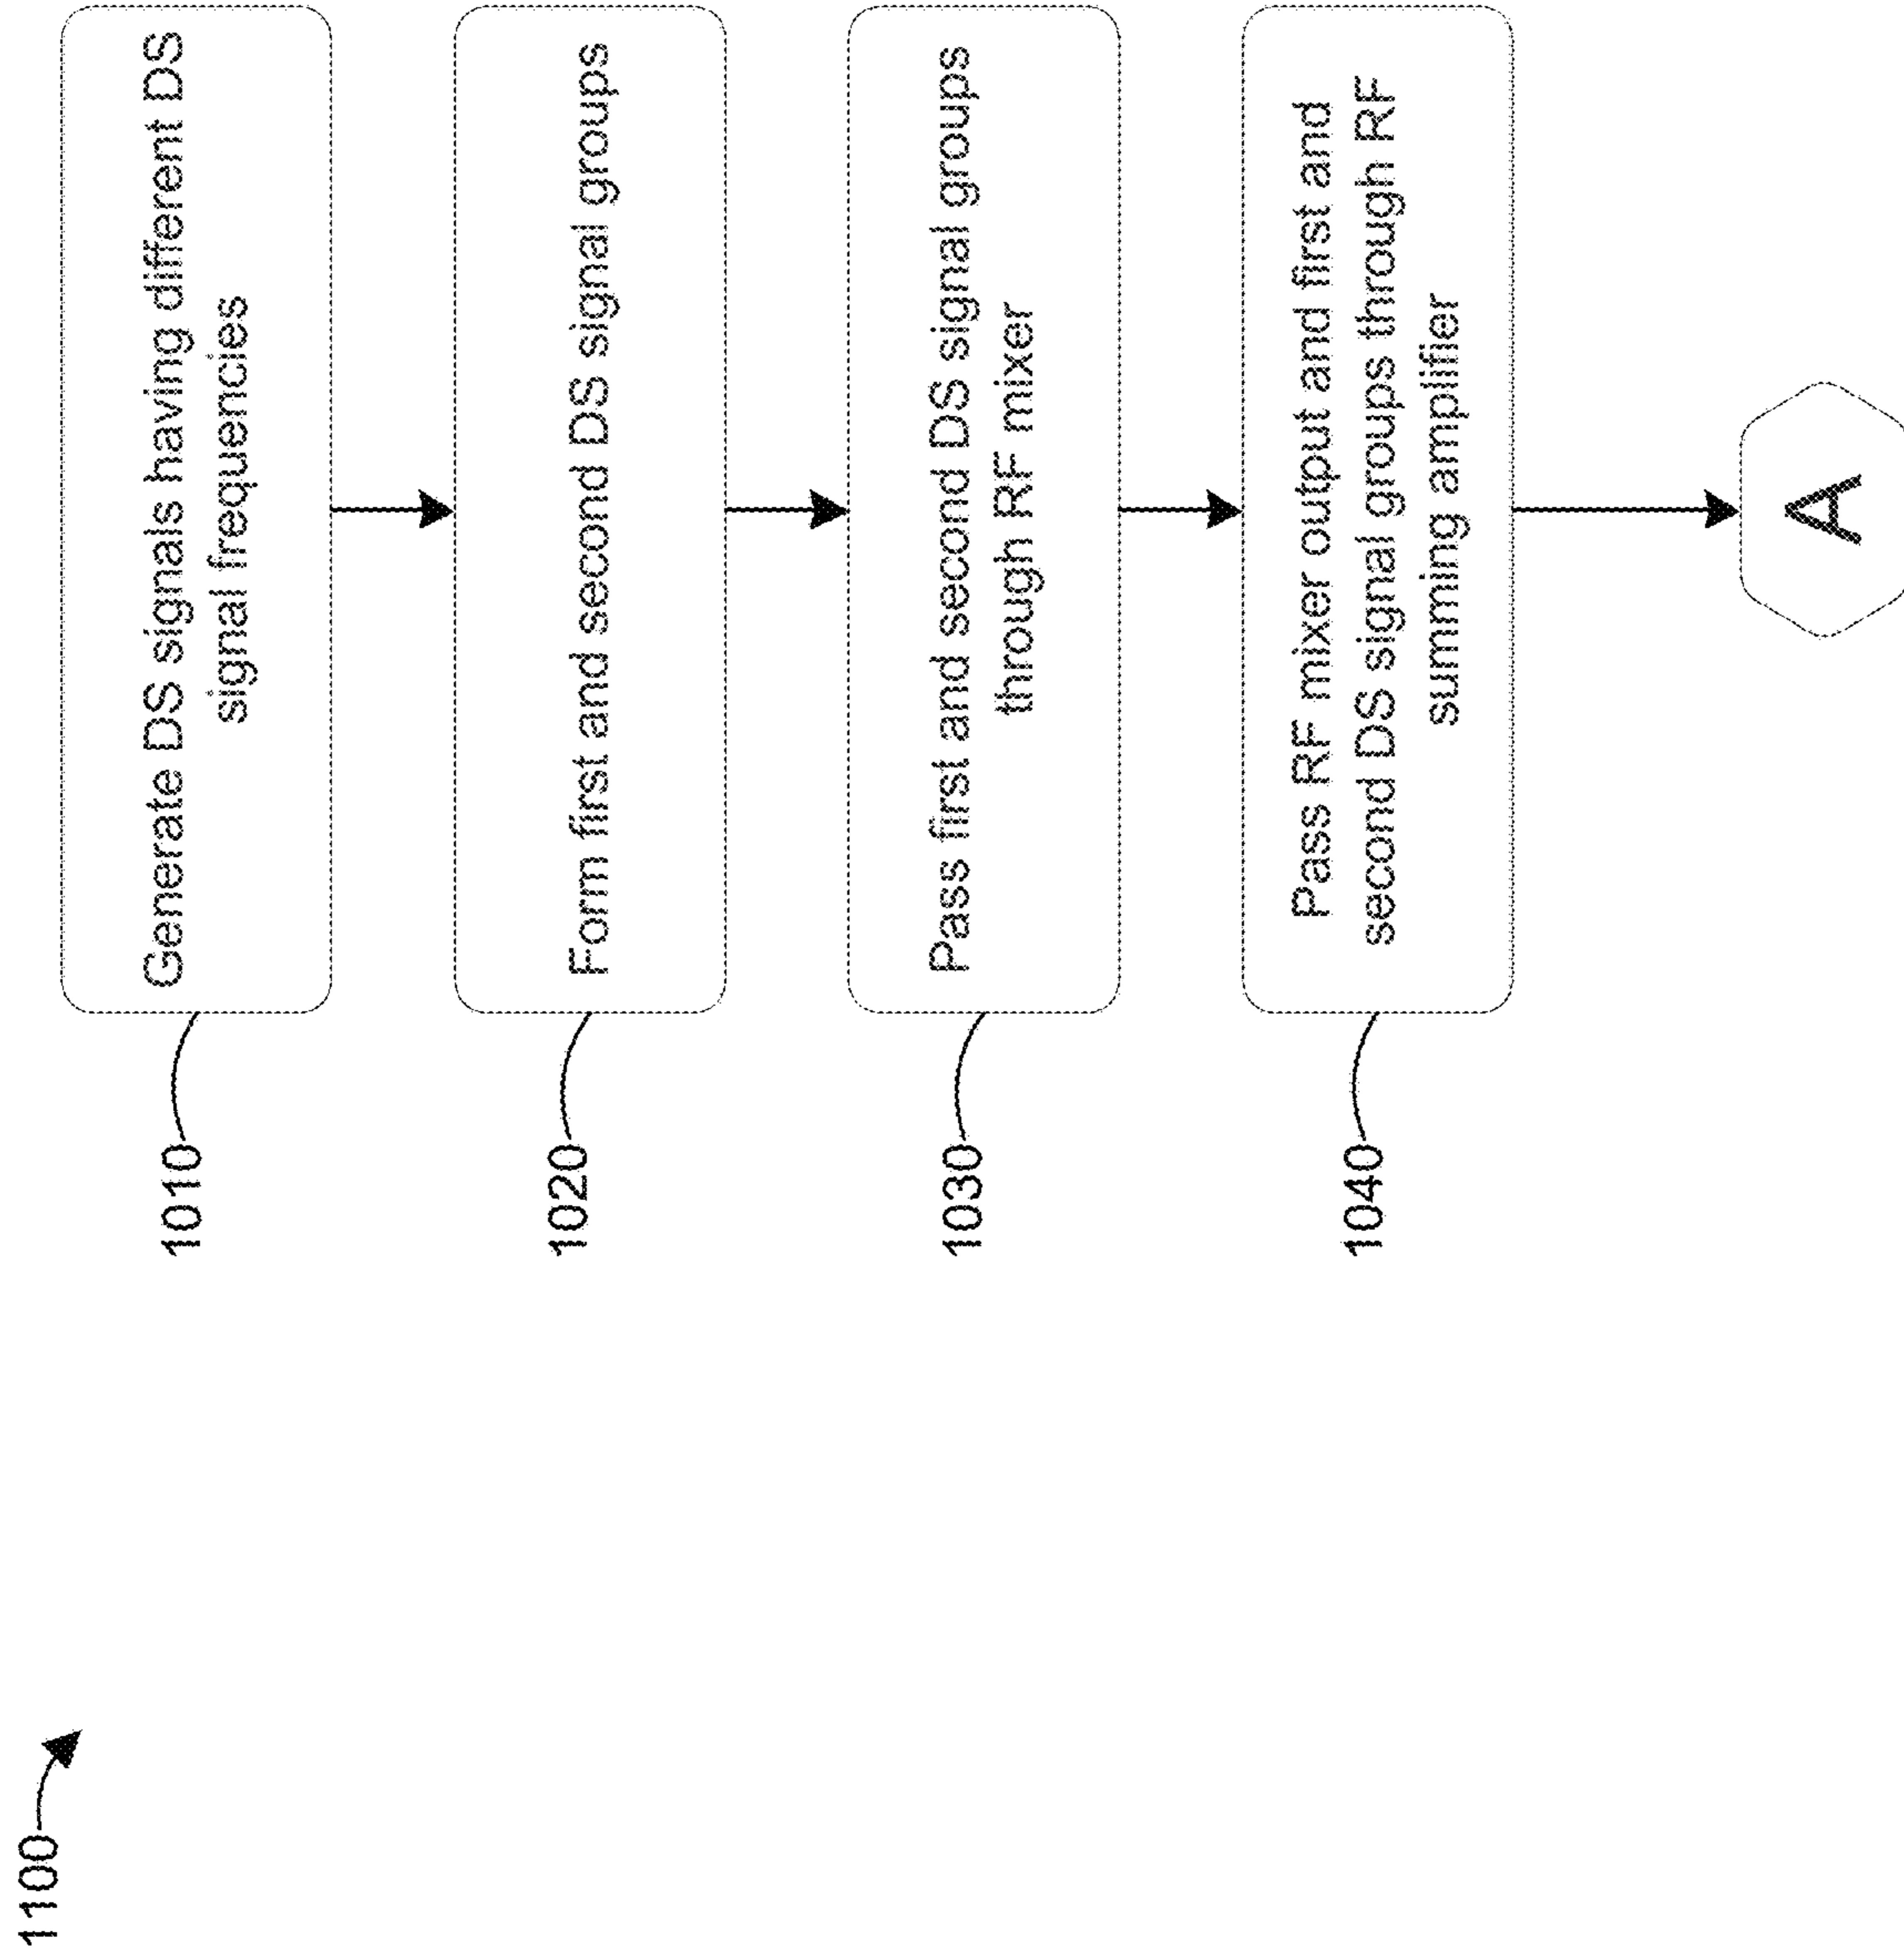 1100
1010
Generate DS signals having different DS
signal frequencies
1020
Form first and second DS signal groups
1030
Pass first and second DS signal groups
through RF mixer
1040
Pass RF mixer output and first and
second DS signal groups through RF
summing amplifier
A